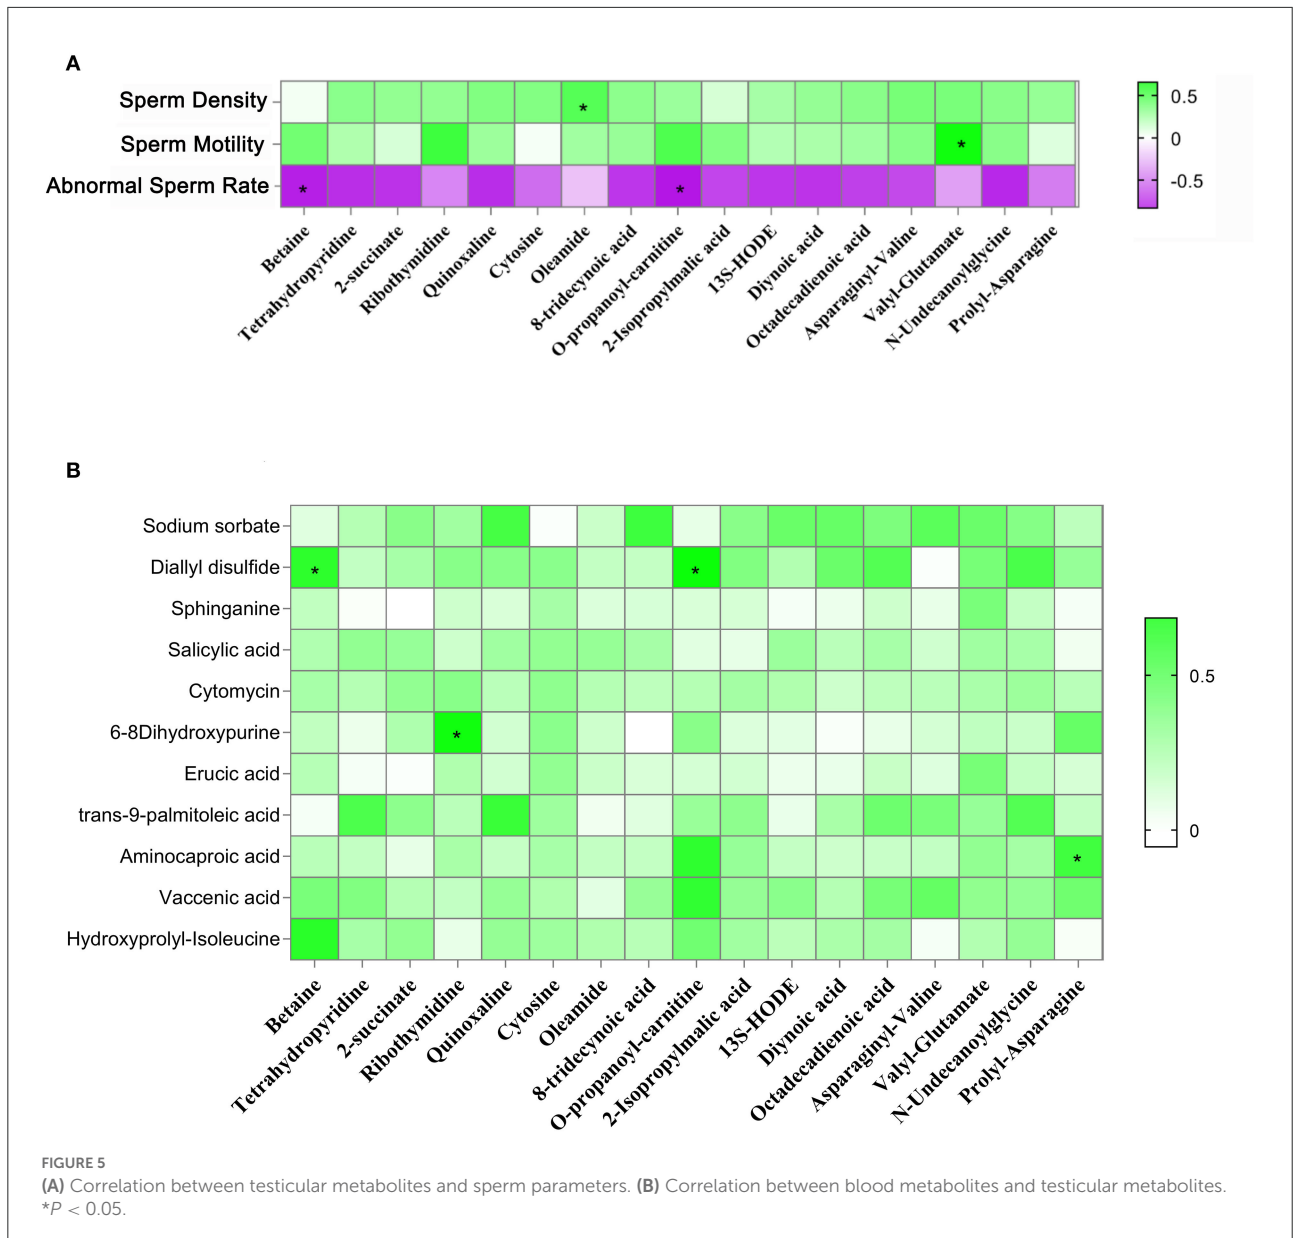 A
Sperm Density
Sperm Motility
Abnormal Sperm Rate
*
*
*
*
0.5
0
-0.5
Betaine
Tetrahydropyridine
2-succinate
Ribothymidine
Quinoxaline
Cytosine
Oleamide
8-tridecynoic acid
O-propanoyl-carnitine
2-Isopropylmalic acid
13S-HODE
Diynoic acid
Octadecadienoic acid
Asparaginyl-Valine
Valyl-Glutamate
N-Undecanoylglycine
Prolyl-Asparagine
B
Sodium sorbate
Diallyl disulfide
*
*
Sphinganine
Salicylic acid
Cytomycin
6-8Dihydroxypurine
*
Erucic acid
trans-9-palmitoleic acid
Aminocaproic acid
*
Vaccenic acid
Hydroxyprolyl-Isoleucine
0.5
0
Betaine
Tetrahydropyridine
2-succinate
Ribothymidine
Quinoxaline
Cytosine
Oleamide
8-tridecynoic acid
O-propanoyl-carnitine
2-Isopropylmalic acid
13S-HODE
Diynoic acid
Octadecadienoic acid
Asparaginyl-Valine
Valyl-Glutamate
N-Undecanoylglycine
Prolyl-Asparagine
FIGURE 5
(A) Correlation between testicular metabolites and sperm parameters. (B) Correlation between blood metabolites and testicular metabolites.
*P < 0.05.